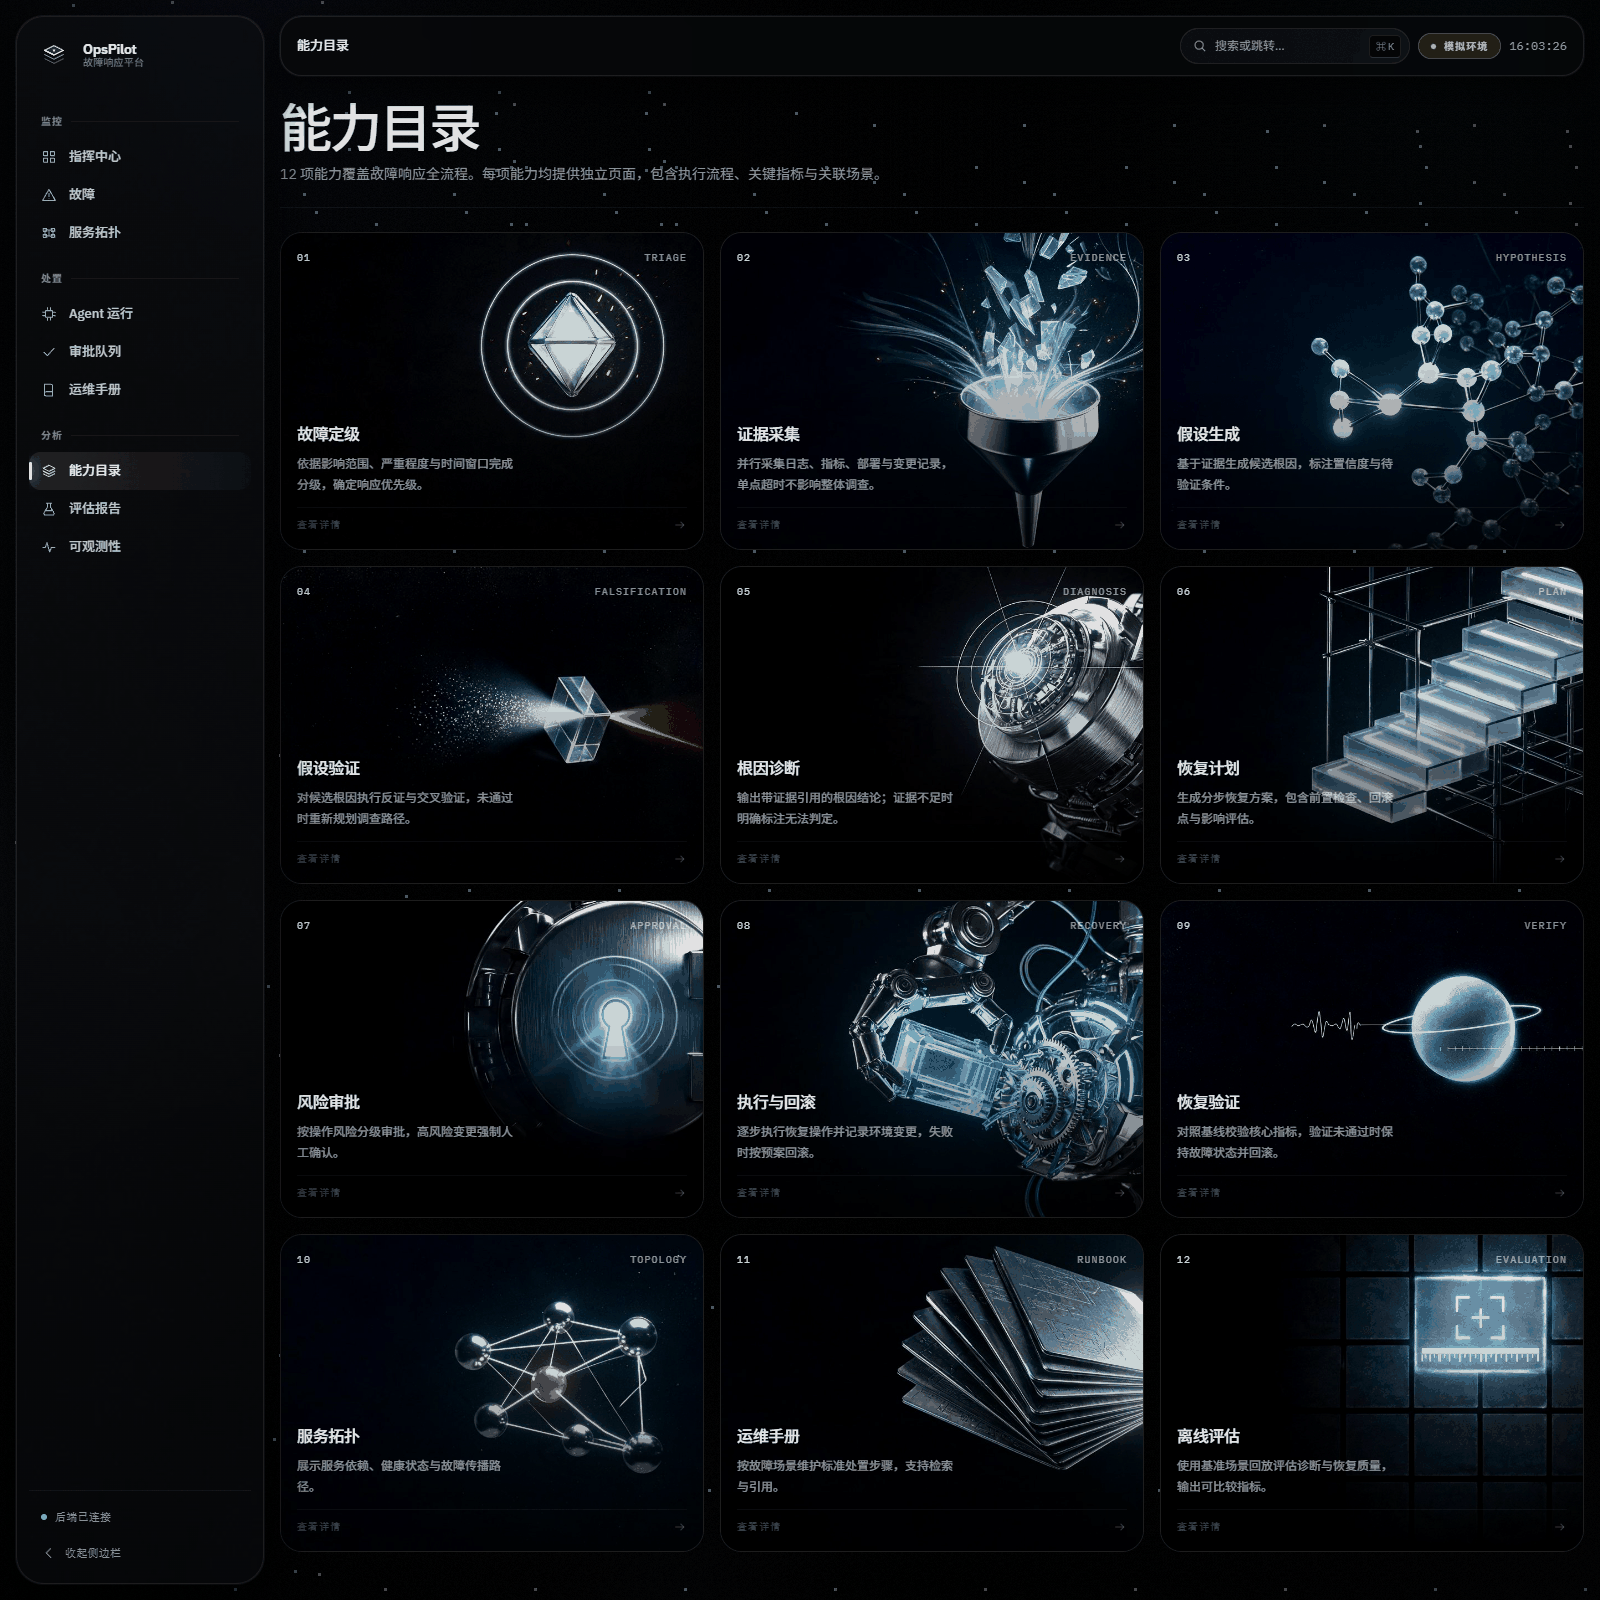 OpsPilot
故障响应平台
监控
指挥中心
故障
服务拓扑
处置
Agent 运行
审批队列
运维手册
分析
能力目录
评估报告
可观测性
后端已连接
收起侧边栏
能力目录
搜索或跳转...
⌘K
模拟环境
16:03:26
能力目录
12 项能力覆盖故障响应全流程。每项能力均提供独立页面，包含执行流程、关键指标与关联场景。
01
TRIAGE
故障定级
依据影响范围、严重程度与时间窗口完成
分级，确定响应优先级。
查看详情
02
EVIDENCE
证据采集
并行采集日志、指标、部署与变更记录，
单点超时不影响整体调查。
查看详情
03
HYPOTHESIS
假设生成
基于证据生成候选根因，标注置信度与待
验证条件。
查看详情
04
FALSIFICATION
假设验证
对候选根因执行反证与交叉验证，未通过
时重新规划调查路径。
查看详情
05
DIAGNOSIS
根因诊断
输出带证据引用的根因结论；证据不足时
明确标注无法判定。
查看详情
06
PLAN
恢复计划
生成分步恢复方案，包含前置检查、回滚
点与影响评估。
查看详情
07
APPROVAL
风险审批
按操作风险分级审批，高风险变更强制人
工确认。
查看详情
08
RECOVERY
执行与回滚
逐步执行恢复操作并记录环境变更，失败
时按预案回滚。
查看详情
09
VERIFY
恢复验证
对照基线校验核心指标，验证未通过时保
持故障状态并回滚。
查看详情
10
TOPOLOGY
服务拓扑
展示服务依赖、健康状态与故障传播路
径。
查看详情
11
RUNBOOK
运维手册
按故障场景维护标准处置步骤，支持检索
与引用。
查看详情
12
EVALUATION
离线评估
使用基准场景回放评估诊断与恢复质量，
输出可比较指标。
查看详情